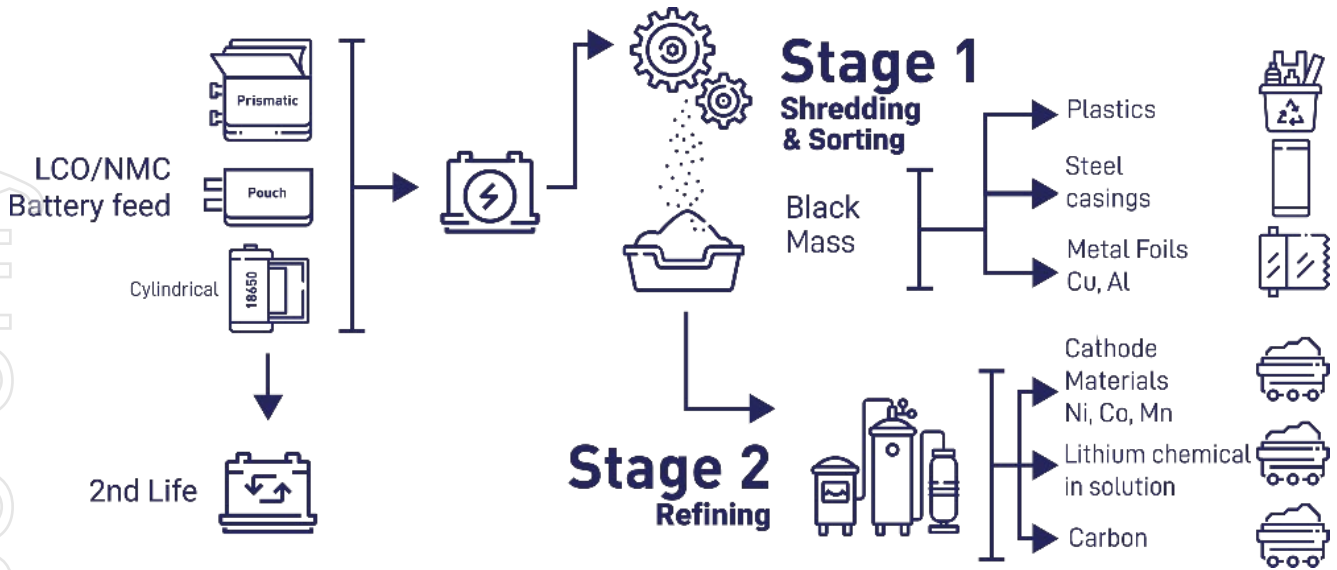 LCO/NMC
Battery feed
Prismatic
Pouch
Cylindrical
18650
2nd Life
Stage 1
Shredding
& Sorting
Black
Mass
Plastics
Steel
casings
Metal Foils
Cu, Al
Stage 2
Refining
Cathode
Materials
Ni, Co, Mn
Lithium chemical
in solution
Carbon